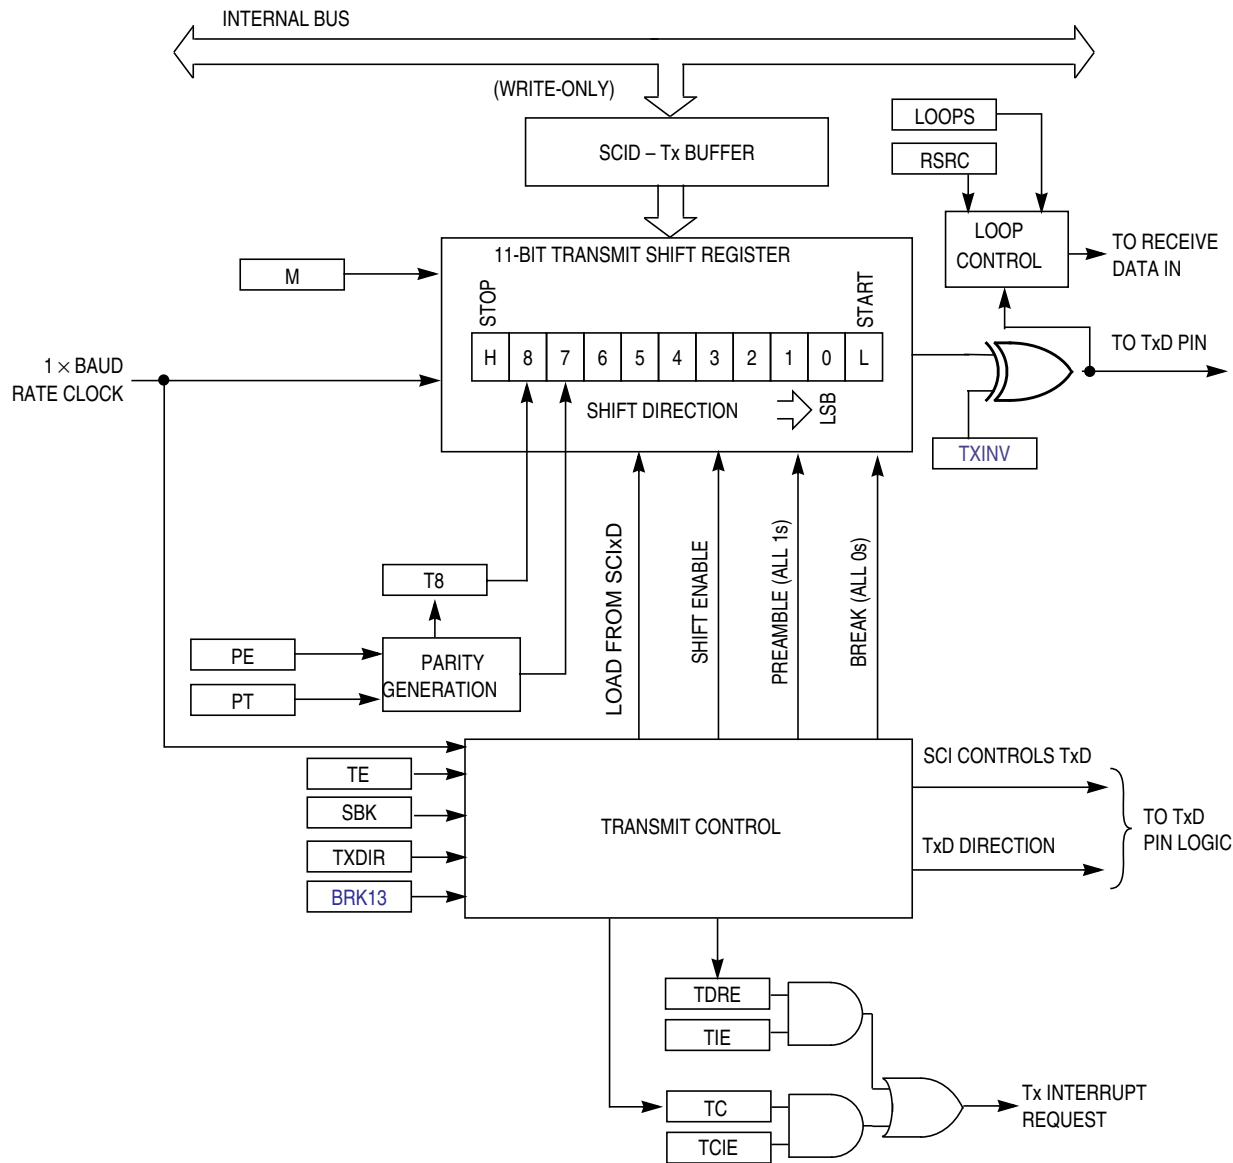 INTERNAL BUS
(WRITE-ONLY)
SCID – Tx BUFFER
LOOPS
RSRC
LOOP
CONTROL
TO RECEIVE
DATA IN
11-BIT TRANSMIT SHIFT REGISTER
M
STOP
START
H 8 7 6 5 4 3 2 1 0 L
1 × BAUD
RATE CLOCK
TO TxD PIN
SHIFT DIRECTION
LSB
TXINV
LOAD FROM SCIxD
SHIFT ENABLE
PREAMBLE (ALL 1s)
BREAK (ALL 0s)
T8
PE
PT
PARITY
GENERATION
TE
SBK
TXDIR
BRK13
TRANSMIT CONTROL
SCI CONTROLS TxD
TxD DIRECTION
TO TxD
PIN LOGIC
TDRE
TIE
TC
TCIE
Tx INTERRUPT
REQUEST